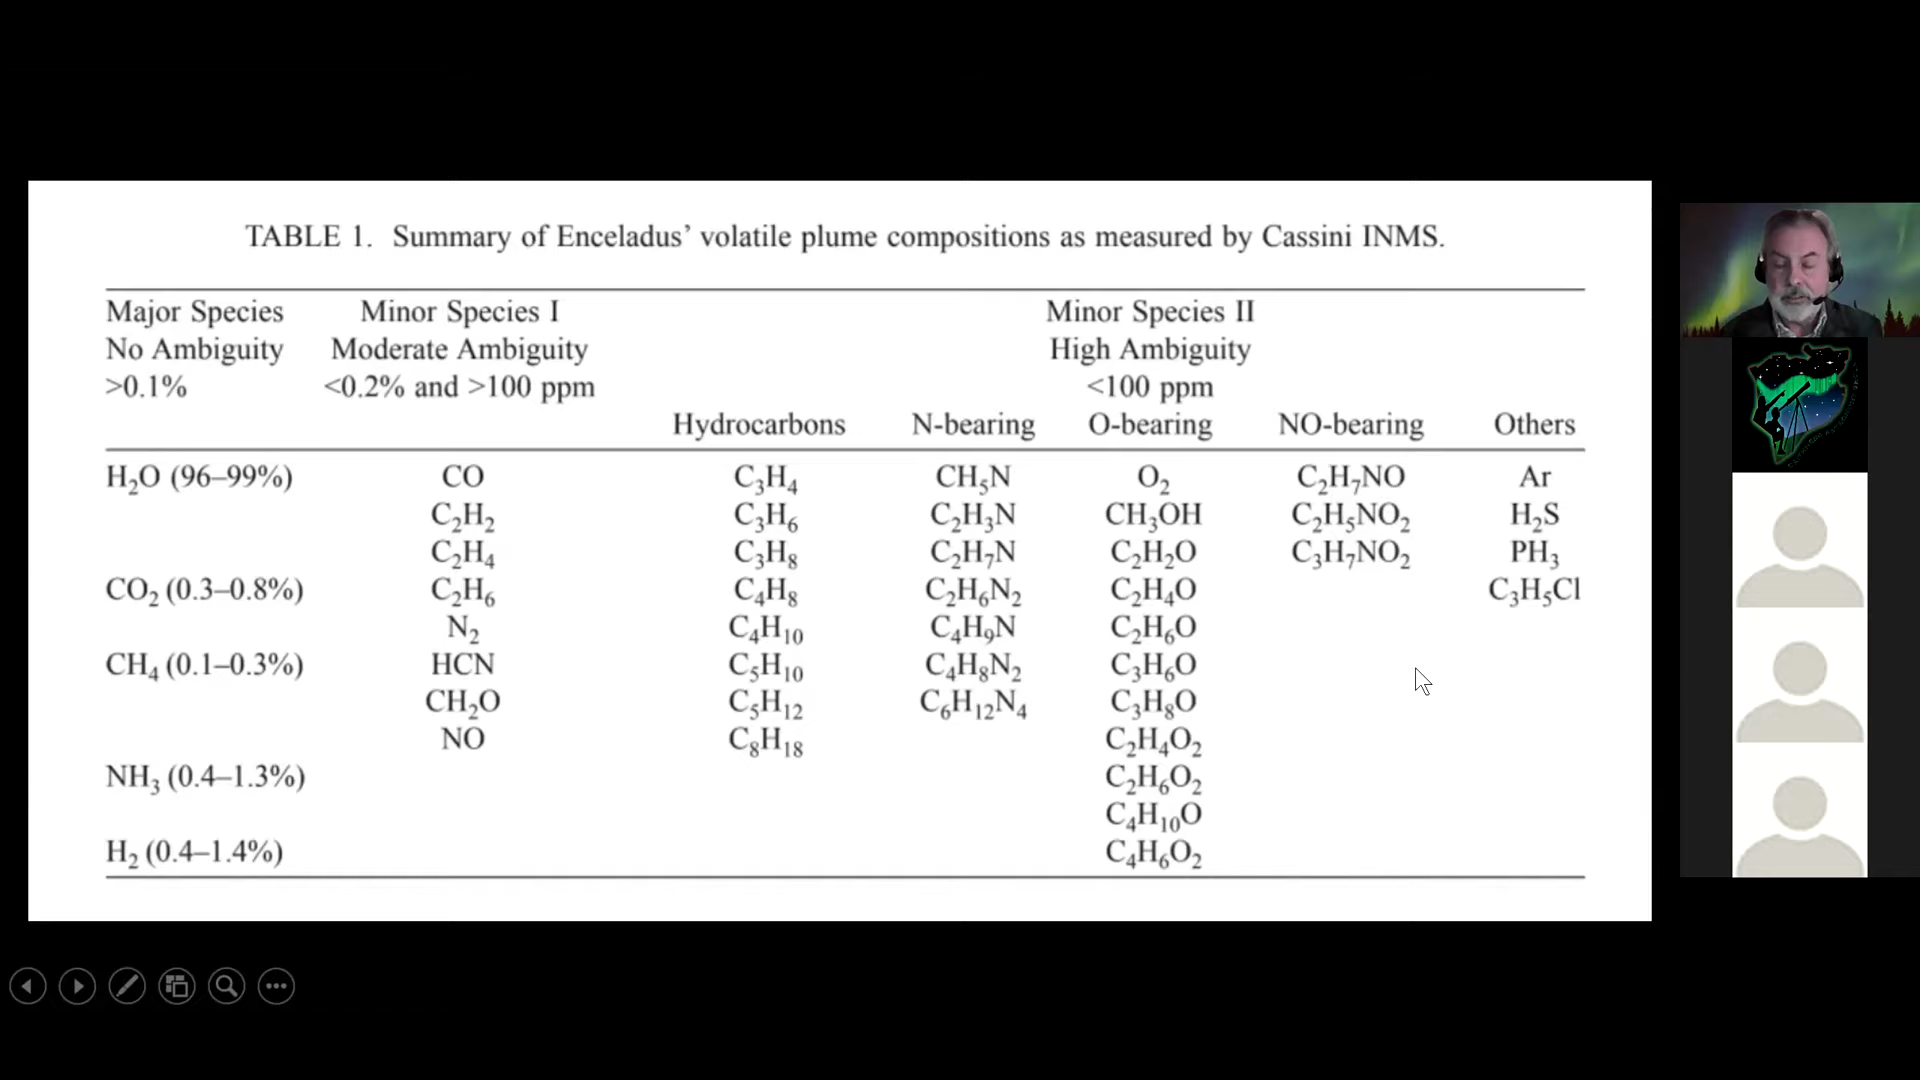 TABLE 1. Summary of Enceladus’ volatile plume compositions as measured by Cassini INMS.
Major Species Minor Species I Minor Species II
No Ambiguity Moderate Ambiguity High Ambiguity
>0.1% <0.2% and >100 ppm <100 ppm
Hydrocarbons N-bearing O-bearing NO-bearing Others
H₂O (96–99%) CO C₃H₄ CH₅N O₂ C₂H₇NO Ar
C₂H₂ C₃H₆ C₂H₃N CH₃OH C₂H₅NO₂ H₂S
C₂H₄ C₃H₈ C₂H₇N C₂H₂O C₃H₇NO₂ PH₃
CO₂ (0.3–0.8%) C₂H₆ C₄H₈ C₂H₆N₂ C₂H₄O C₃H₅Cl
N₂ C₄H₁₀ C₄H₉N C₂H₆O
CH₄ (0.1–0.3%) HCN C₅H₁₀ C₄H₈N₂ C₃H₆O
CH₂O C₅H₁₂ C₆H₁₂N₄ C₃H₈O
NO C₈H₁₈ C₂H₄O₂
NH₃ (0.4–1.3%) C₂H₆O₂
C₄H₁₀O
H₂ (0.4–1.4%) C₄H₆O₂